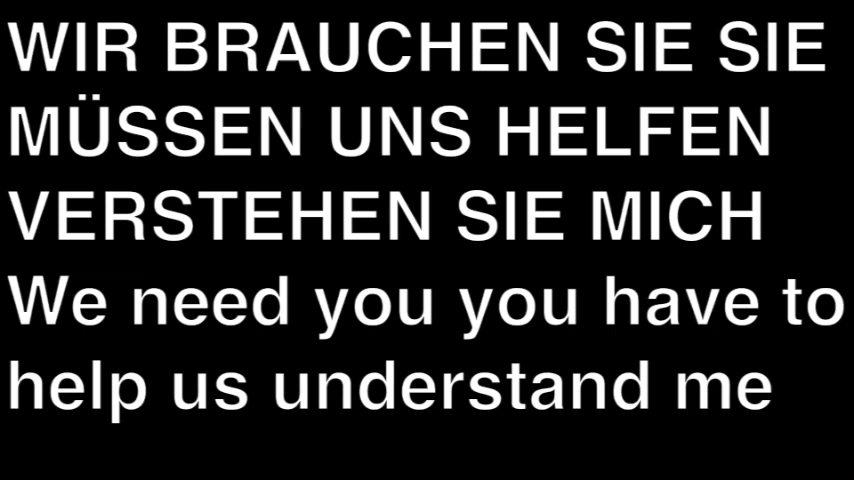 WIR BRAUCHEN SIE SIE
MÜSSEN UNS HELFEN
VERSTEHEN SIE MICH
We need you you have to
help us understand me